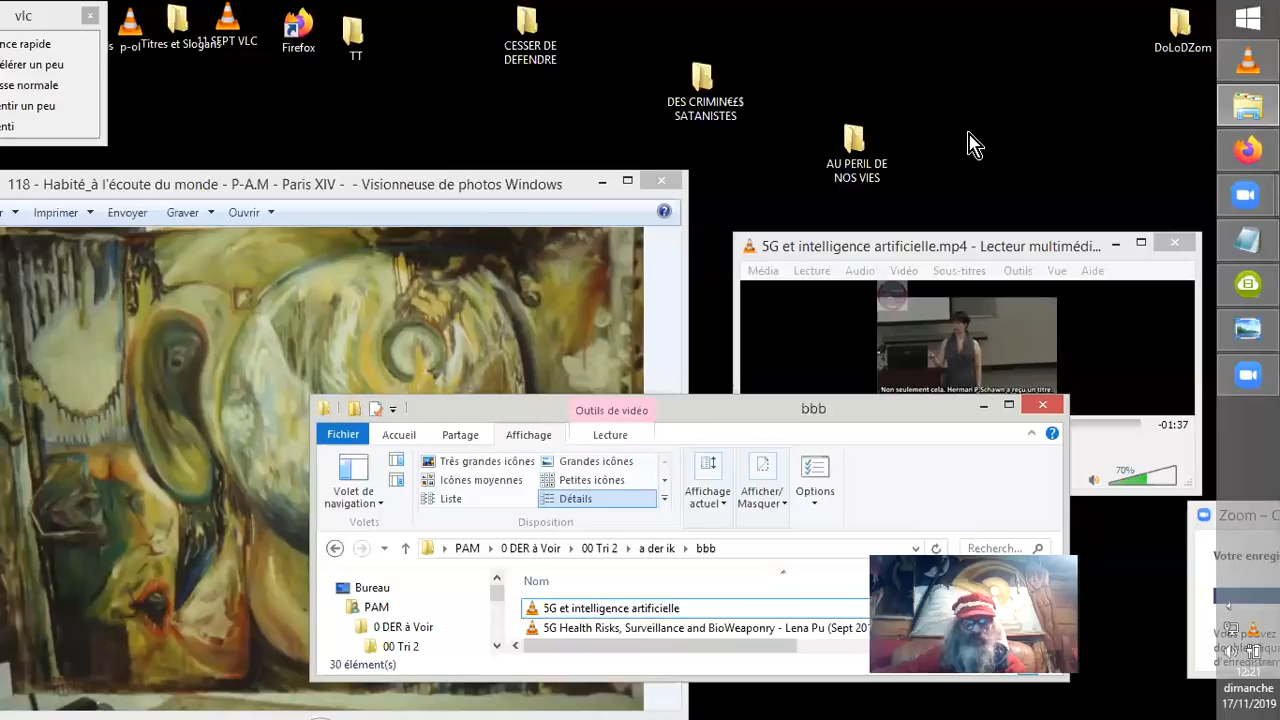 vlc
nce rapide
élérer un peu
sse normale
entir un peu
nti
p-ol
Titres et Slogans
11 SEPT VLC
Firefox
TT
CESSER DE
DEFENDRE
DES CRIMIN€£$
SATANISTES
AU PERIL DE
NOS VIES
DoLoDZom
118 - Habité_à l'écoute du monde - P-A.M - Paris XIV - - Visionneuse de photos Windows
Imprimer
Envoyer
Graver
Ouvrir
5G et intelligence artificielle.mp4 - Lecteur multimédi...
Média Lecture Audio Vidéo Sous-titres Outils Vue Aide
Non seulement cela. Herman P Schawn a reçu un titre.
-01:37
70%
Outils de vidéo
bbb
Fichier Accueil Partage Affichage Lecture
Volet de
navigation
Volets
Très grandes icônes
Grandes icônes
Icônes moyennes
Petites icônes
Liste
Détails
Disposition
Affichage
actuel
Afficher/
Masquer
Options
PAM
0 DER à Voir
00 Tri 2
a der ik
bbb
Recherch...
Bureau
PAM
0 DER à Voir
00 Tri 2
Nom
5G et intelligence artificielle
5G Health Risks, Surveillance and BioWeaponry - Lena Pu (Sept 20
30 élément(s)
Zoom - C
Votre enregis
12:21
dimanche
17/11/2019